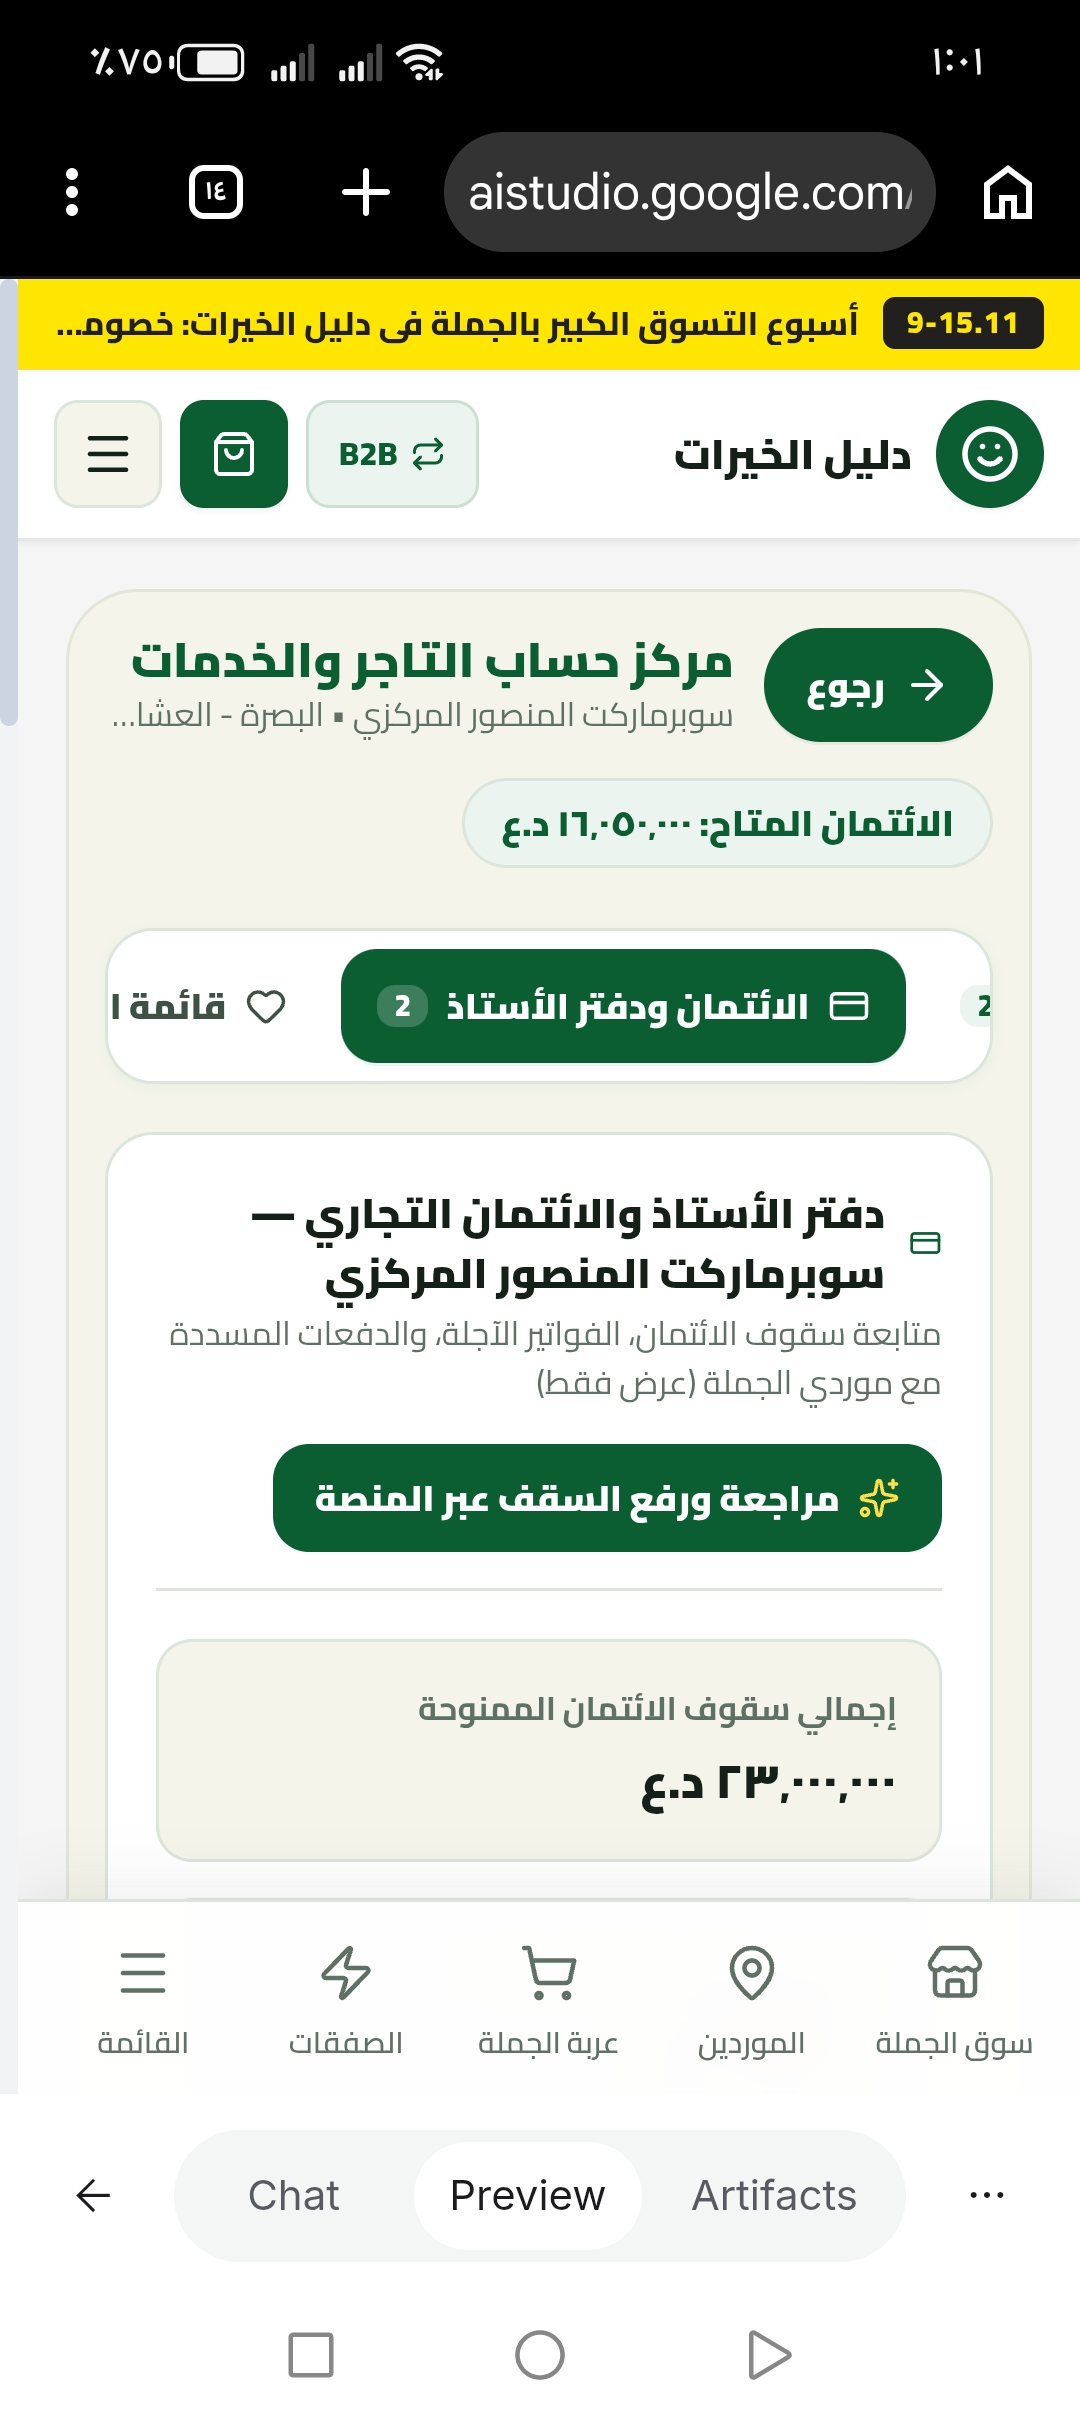 ٪٧٥
١:٠١
١٤
aistudio.google.com/
9-15.11
أسبوع التسوق الكبير بالجملة في دليل الخيرات: خصومـ...
دليل الخيرات
B2B
رجوع
مركز حساب التاجر والخدمات
سوبرماركت المنصور المركزي ▪ البصرة - العشا...
الائتمان المتاح: ١٦,٠٥٠,٠٠٠ د.ع
2
الائتمان ودفتر الأستاذ 2
قائمة ا
دفتر الأستاذ والائتمان التجاري —
سوبرماركت المنصور المركزي
متابعة سقوف الائتمان، الفواتير الآجلة، والدفعات المسددة
مع موردي الجملة (عرض فقط)
مراجعة ورفع السقف عبر المنصة
إجمالي سقوف الائتمان الممنوحة
٢٣,٠٠٠,٠٠٠ د.ع
سوق الجملة
الموردين
عربة الجملة
الصفقات
القائمة
Chat
Preview
Artifacts